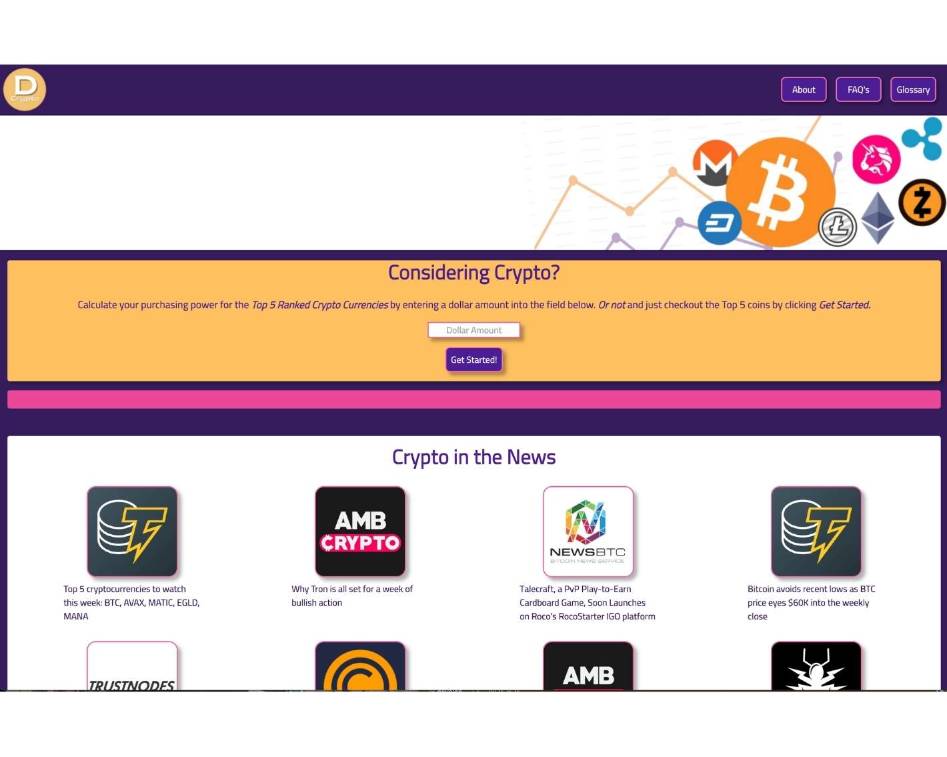 D
Crypto
About FAQ's Glossary
Considering Crypto?
Calculate your purchasing power for the Top 5 Ranked Crypto Currencies by entering a dollar amount into the field below. Or not and just checkout the Top 5 coins by clicking Get Started.
Dollar Amount
Get Started!
Crypto in the News
AMB
CRYPTO
NEWSBTC
BITCOIN NEWS SERVICE
Top 5 cryptocurrencies to watch
this week: BTC, AVAX, MATIC, EGLD,
MANA
Why Tron is all set for a week of
bullish action
Talecraft, a PvP Play-to-Earn
Cardboard Game, Soon Launches
on Roco's RocoStarter IGO platform
Bitcoin avoids recent lows as BTC
price eyes $60K into the weekly
close
TRUSTNODES
AMB